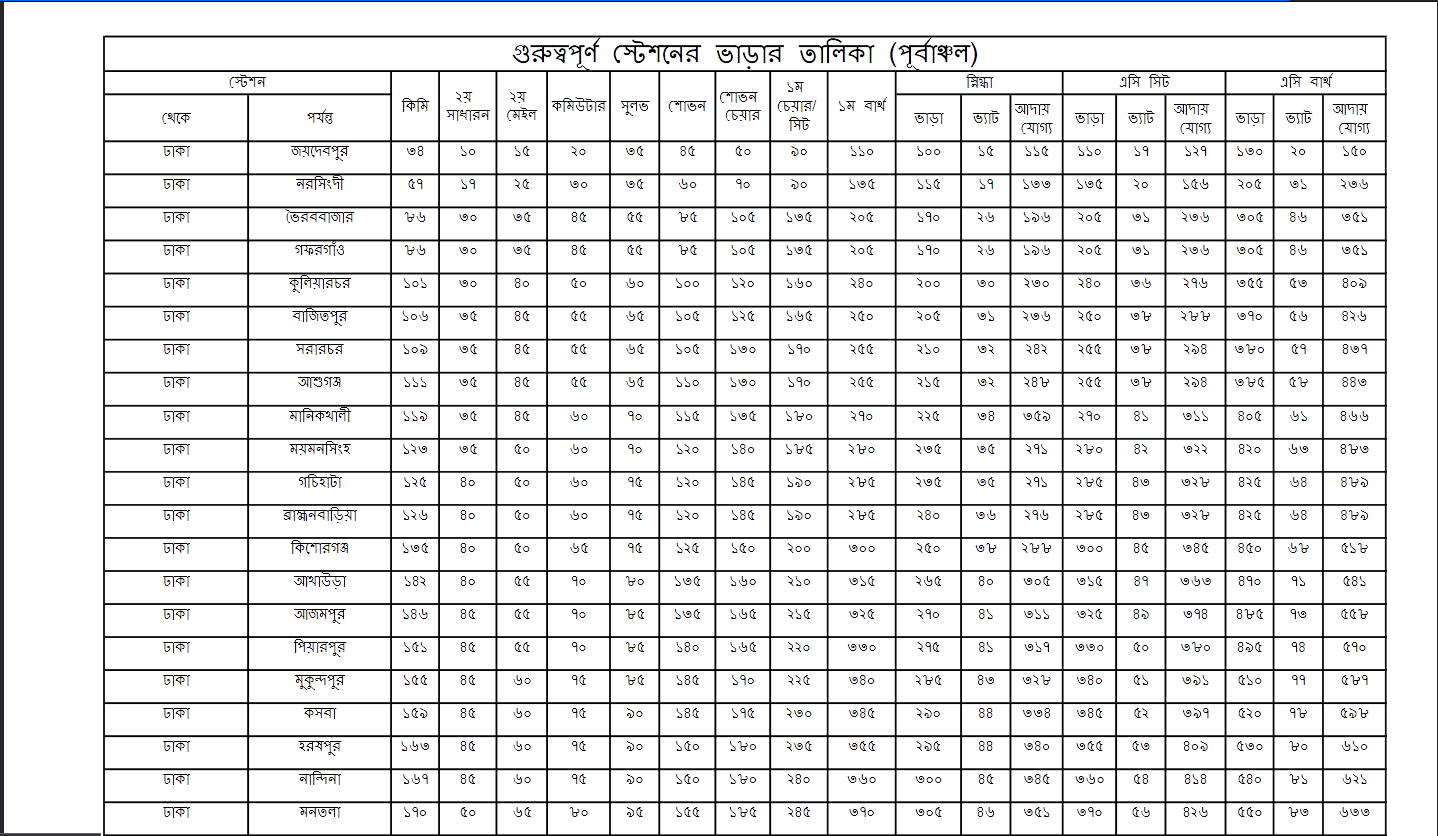 গুরুত্বপূর্ণ স্টেশনের ভাড়ার তালিকা (পূর্বাঞ্চল)
স্টেশন কিমি ২য় সাধারন ২য় মেইল কমিউটার সুলভ শোভন শোভন চেয়ার ১ম চেয়ার/ সিট ১ম বার্থ স্নিগ্ধা এসি সিট এসি বার্থ
থেকে পর্যন্ত ভাড়া ভ্যাট আদায় যোগ্য ভাড়া ভ্যাট আদায় যোগ্য ভাড়া ভ্যাট আদায় যোগ্য
ঢাকা জয়দেবপুর ৩৪ ১০ ১৫ ২০ ৩৫ ৪৫ ৫০ ৯০ ১১০ ১০০ ১৫ ১১৫ ১১০ ১৭ ১২৭ ১৩০ ২০ ১৫০
ঢাকা নরসিংদী ৫৭ ১৭ ২৫ ৩০ ৩৫ ৬০ ৭০ ৯০ ১৩৫ ১১৫ ১৭ ১৩৩ ১৩৫ ২০ ১৫৬ ২০৫ ৩১ ২৩৬
ঢাকা ভৈরববাজার ৮৬ ৩০ ৩৫ ৪৫ ৫৫ ৮৫ ১০৫ ১৩৫ ২০৫ ১৭০ ২৬ ১৯৬ ২০৫ ৩১ ২৩৬ ৩০৫ ৪৬ ৩৫১
ঢাকা গফরগাঁও ৮৬ ৩০ ৩৫ ৪৫ ৫৫ ৮৫ ১০৫ ১৩৫ ২০৫ ১৭০ ২৬ ১৯৬ ২০৫ ৩১ ২৩৬ ৩০৫ ৪৬ ৩৫১
ঢাকা কুলিয়ারচর ১০১ ৩০ ৪০ ৫০ ৬০ ১০০ ১২০ ১৬০ ২৪০ ২০০ ৩০ ২৩০ ২৪০ ৩৬ ২৭৬ ৩৫৫ ৫৩ ৪০৯
ঢাকা বাজিতপুর ১০৬ ৩৫ ৪৫ ৫৫ ৬৫ ১০৫ ১২৫ ১৬৫ ২৫০ ২০৫ ৩১ ২৩৬ ২৫০ ৩৮ ২৮৮ ৩৭০ ৫৬ ৪২৬
ঢাকা সরারচর ১০৯ ৩৫ ৪৫ ৫৫ ৬৫ ১০৫ ১৩০ ১৭০ ২৫৫ ২১০ ৩২ ২৪২ ২৫৫ ৩৮ ২৯৪ ৩৮০ ৫৭ ৪৩৭
ঢাকা আশুগঞ্জ ১১১ ৩৫ ৪৫ ৫৫ ৬৫ ১১০ ১৩০ ১৭০ ২৫৫ ২১৫ ৩২ ২৪৮ ২৫৫ ৩৮ ২৯৪ ৩৮৫ ৫৮ ৪৪৩
ঢাকা মানিকখালী ১১৯ ৩৫ ৪৫ ৬০ ৭০ ১১৫ ১৩৫ ১৮০ ২৭০ ২২৫ ৩৪ ৩৫৯ ২৭০ ৪১ ৩১১ ৪০৫ ৬১ ৪৬৬
ঢাকা ময়মনসিংহ ১২৩ ৩৫ ৫০ ৬০ ৭০ ১২০ ১৪০ ১৮৫ ২৮০ ২৩৫ ৩৫ ২৭১ ২৮০ ৪২ ৩২২ ৪২০ ৬৩ ৪৮৩
ঢাকা গচিহাটা ১২৫ ৪০ ৫০ ৬০ ৭৫ ১২০ ১৪৫ ১৯০ ২৮৫ ২৩৫ ৩৫ ২৭১ ২৮৫ ৪৩ ৩২৮ ৪২৫ ৬৪ ৪৮৯
ঢাকা ব্রাহ্মনবাড়িয়া ১২৬ ৪০ ৫০ ৬০ ৭৫ ১২০ ১৪৫ ১৯০ ২৮৫ ২৪০ ৩৬ ২৭৬ ২৮৫ ৪৩ ৩২৮ ৪২৫ ৬৪ ৪৮৯
ঢাকা কিশোরগঞ্জ ১৩৫ ৪০ ৫০ ৬৫ ৭৫ ১২৫ ১৫০ ২০০ ৩০০ ২৫০ ৩৮ ২৮৮ ৩০০ ৪৫ ৩৪৫ ৪৫০ ৬৮ ৫১৮
ঢাকা আখাউড়া ১৪২ ৪০ ৫৫ ৭০ ৮০ ১৩৫ ১৬০ ২১০ ৩১৫ ২৬৫ ৪০ ৩০৫ ৩১৫ ৪৭ ৩৬৩ ৪৭০ ৭১ ৫৪১
ঢাকা আজমপুর ১৪৬ ৪৫ ৫৫ ৭০ ৮৫ ১৩৫ ১৬৫ ২১৫ ৩২৫ ২৭০ ৪১ ৩১১ ৩২৫ ৪৯ ৩৭৪ ৪৮৫ ৭৩ ৫৫৮
ঢাকা পিয়ারপুর ১৫১ ৪৫ ৫৫ ৭০ ৮৫ ১৪০ ১৬৫ ২২০ ৩৩০ ২৭৫ ৪১ ৩১৭ ৩৩০ ৫০ ৩৮০ ৪৯৫ ৭৪ ৫৭০
ঢাকা মুকুন্দপুর ১৫৫ ৪৫ ৬০ ৭৫ ৮৫ ১৪৫ ১৭০ ২২৫ ৩৪০ ২৮৫ ৪৩ ৩২৮ ৩৪০ ৫১ ৩৯১ ৫১০ ৭৭ ৫৮৭
ঢাকা কসবা ১৫৯ ৪৫ ৬০ ৭৫ ৯০ ১৪৫ ১৭৫ ২৩০ ৩৪৫ ২৯০ ৪৪ ৩৩৪ ৩৪৫ ৫২ ৩৯৭ ৫২০ ৭৮ ৫৯৮
ঢাকা হরষপুর ১৬৩ ৪৫ ৬০ ৭৫ ৯০ ১৫০ ১৮০ ২৩৫ ৩৫৫ ২৯৫ ৪৪ ৩৪০ ৩৫৫ ৫৩ ৪০৯ ৫৩০ ৮০ ৬১০
ঢাকা নান্দিনা ১৬৭ ৪৫ ৬০ ৭৫ ৯০ ১৫০ ১৮০ ২৪০ ৩৬০ ৩০০ ৪৫ ৩৪৫ ৩৬০ ৫৪ ৪১৪ ৫৪০ ৮১ ৬২১
ঢাকা মনতলা ১৭০ ৫০ ৬৫ ৮০ ৯৫ ১৫৫ ১৮৫ ২৪৫ ৩৭০ ৩০৫ ৪৬ ৩৫১ ৩৭০ ৫৬ ৪২৬ ৫৫০ ৮৩ ৬৩৩